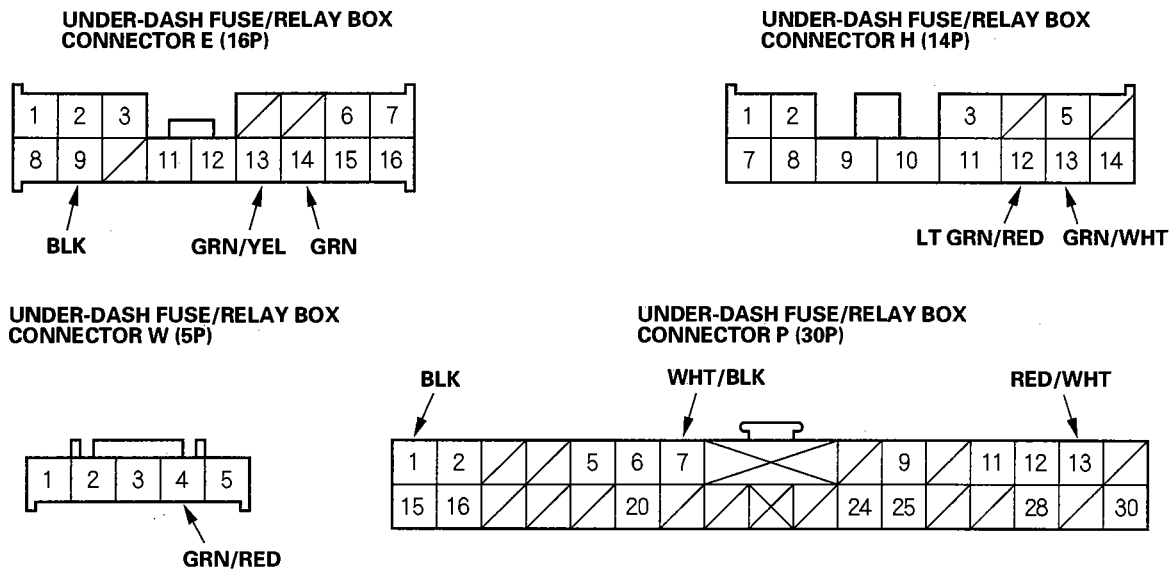 UNDER-DASH FUSE/RELAY BOX
CONNECTOR E (16P)
1 2 3 6 7
8 9 11 12 13 14 15 16
BLK GRN/YEL GRN
UNDER-DASH FUSE/RELAY BOX
CONNECTOR H (14P)
1 2 3 5
7 8 9 10 11 12 13 14
LT GRN/RED GRN/WHT
UNDER-DASH FUSE/RELAY BOX
CONNECTOR W (5P)
1 2 3 4 5
GRN/RED
UNDER-DASH FUSE/RELAY BOX
CONNECTOR P (30P)
BLK WHT/BLK RED/WHT
1 2 5 6 7 9 11 12 13
15 16 20 24 25 28 30